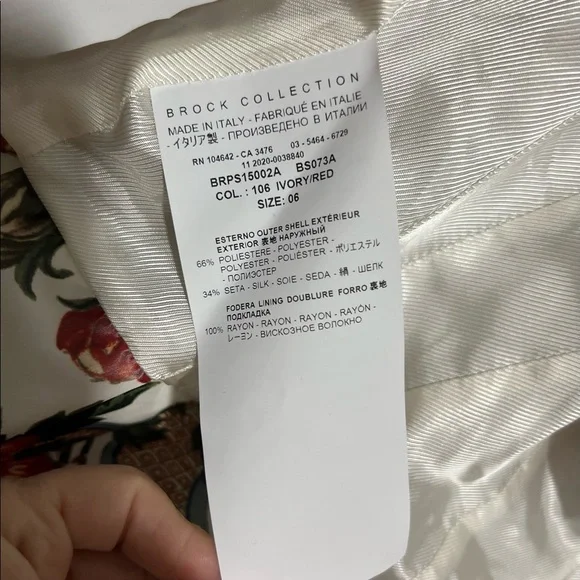 BROCK COLLECTION
MADE IN ITALY - FABRIQUÉ EN ITALIE
- イタリア製 - ПРОИЗВЕДЕНО В ИТАЛИИ
RN 104642 - CA 3476 03 - 5464 - 6729
11 2020-0038840
BRPS15002A BS073A
COL. : 106 IVORY/RED
SIZE: 06
ESTERNO OUTER SHELL EXTÉRIEUR
EXTERIOR 表地 НАРУЖНЫЙ
66% POLIESTERE - POLYESTER -
POLYESTER - POLIÉSTER - ポリエステル
- ПОЛИЭСТЕР
34% SETA - SILK - SOIE - SEDA - 絹 - ШЕЛК
FODERA LINING DOUBLURE FORRO 裏地
ПОДКЛАДКА
100% RAYON - RAYON - RAYON - RAYÓN -
レーヨン - ВИСКОЗНОЕ ВОЛОКНО